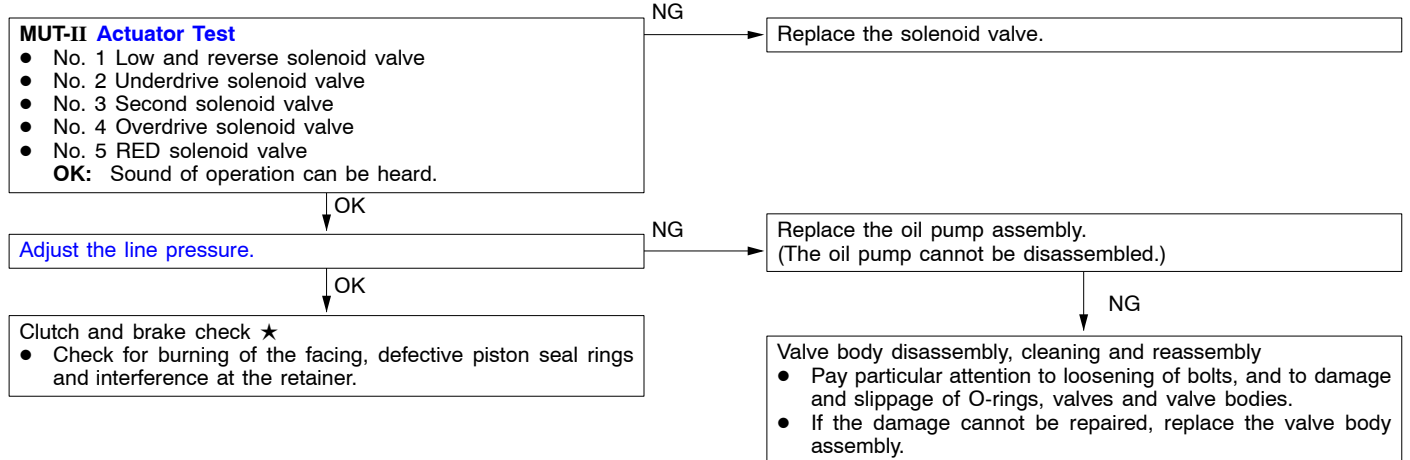 MUT-II Actuator Test
● No. 1 Low and reverse solenoid valve
● No. 2 Underdrive solenoid valve
● No. 3 Second solenoid valve
● No. 4 Overdrive solenoid valve
● No. 5 RED solenoid valve
OK: Sound of operation can be heard.
NG
Replace the solenoid valve.
OK
Adjust the line pressure.
NG
Replace the oil pump assembly.
(The oil pump cannot be disassembled.)
OK
NG
Clutch and brake check ★
● Check for burning of the facing, defective piston seal rings
and interference at the retainer.
Valve body disassembly, cleaning and reassembly
● Pay particular attention to loosening of bolts, and to damage
and slippage of O-rings, valves and valve bodies.
● If the damage cannot be repaired, replace the valve body
assembly.